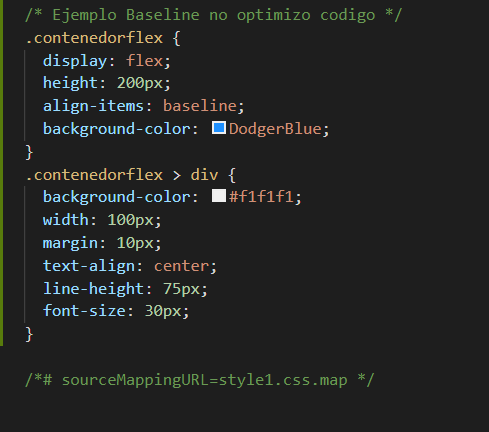 /* Ejemplo Baseline no optimizo codigo */
.contenedorflex {
  display: flex;
  height: 200px;
  align-items: baseline;
  background-color: DodgerBlue;
}
.contenedorflex > div {
  background-color: #f1f1f1;
  width: 100px;
  margin: 10px;
  text-align: center;
  line-height: 75px;
  font-size: 30px;
}
/*# sourceMappingURL=style1.css.map */